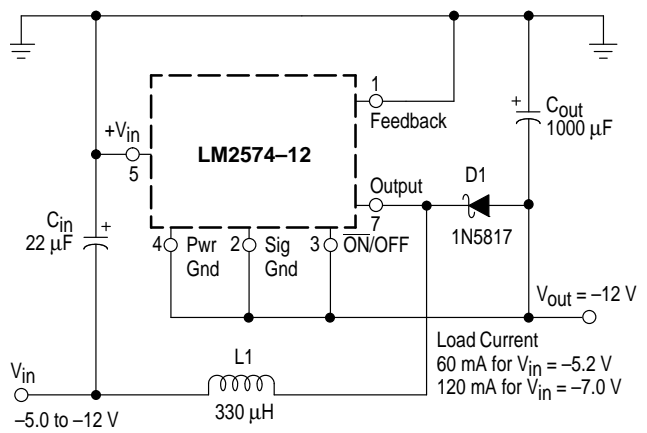 1
Feedback
+
Cout
1000 µF
+Vin
5
LM2574–12
D1
Output
7
1N5817
Cin
22 µF
+
4
Pwr
Gnd
2
Sig
Gnd
3
ON/OFF
Vout = –12 V
Load Current
60 mA for Vin = –5.2 V
120 mA for Vin = –7.0 V
L1
330 µH
Vin
–5.0 to –12 V